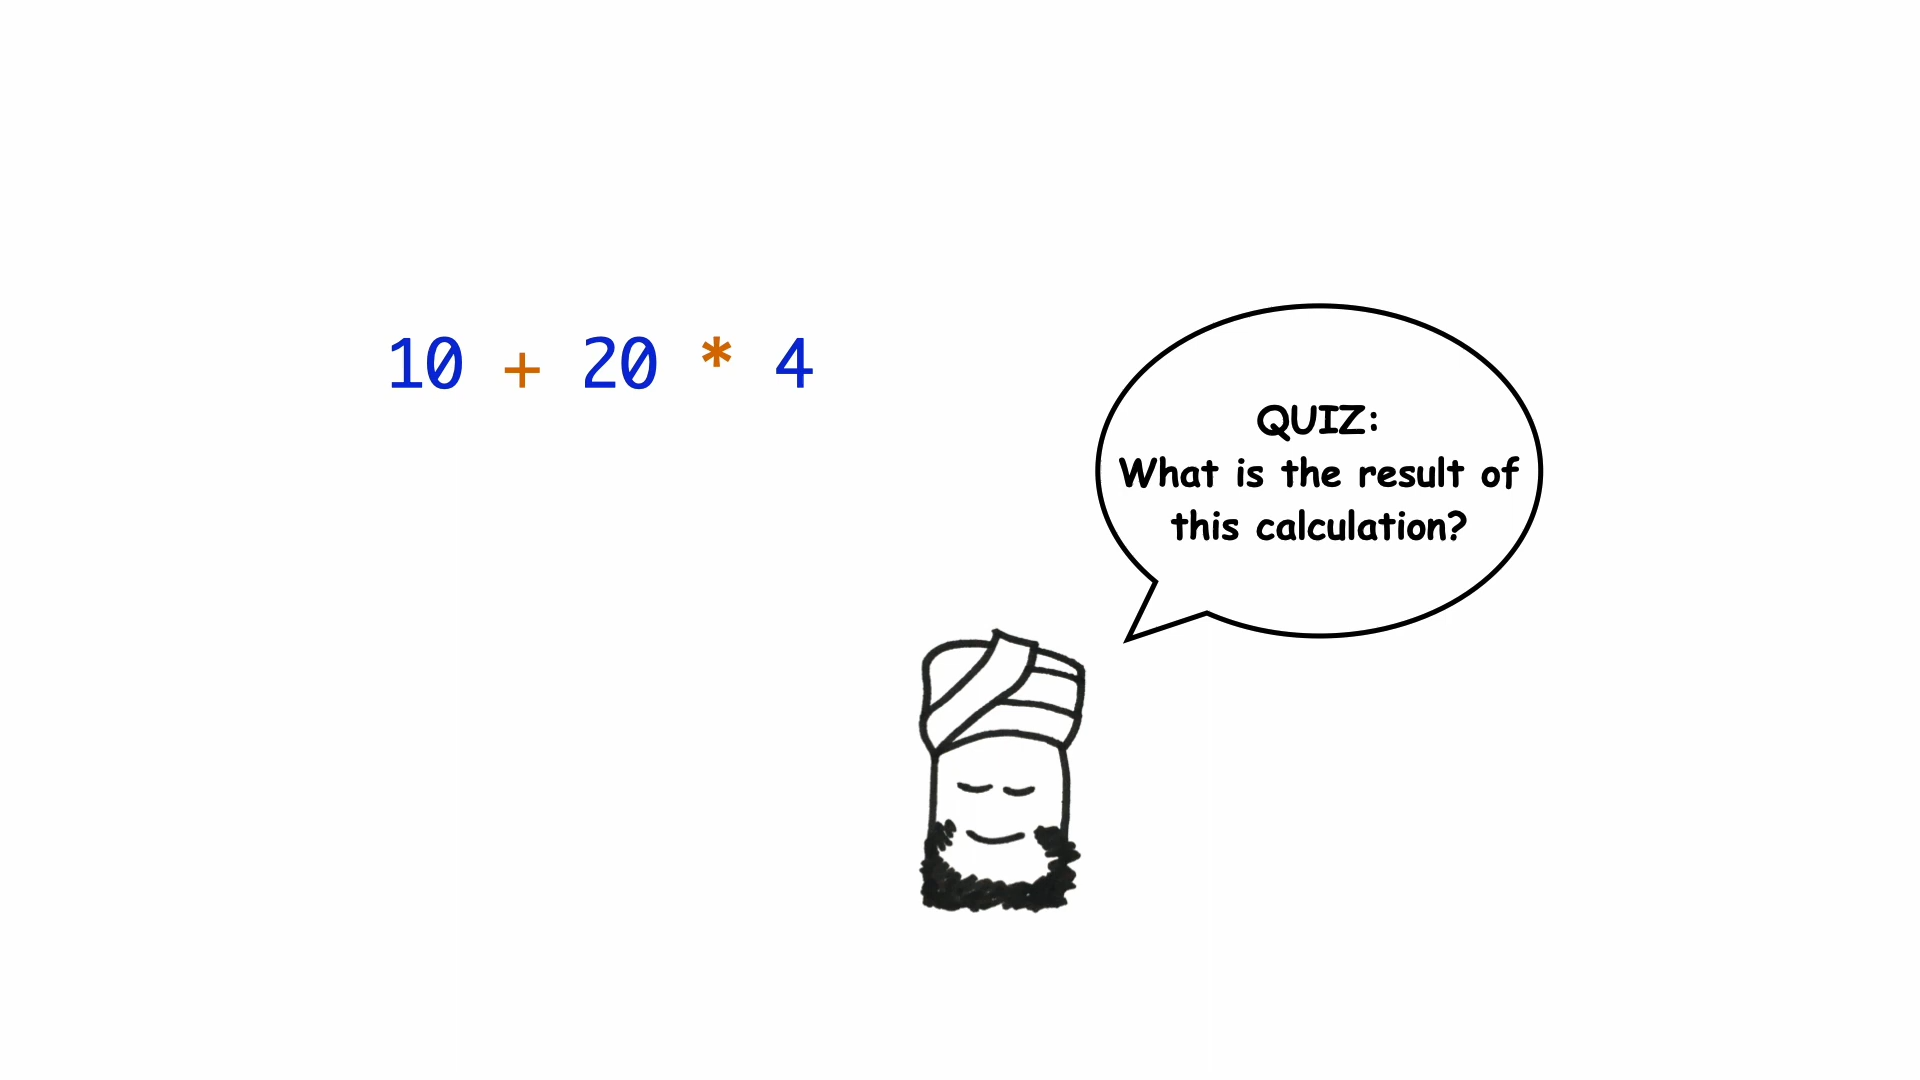 10 + 20 * 4
QUIZ:
What is the result of
this calculation?